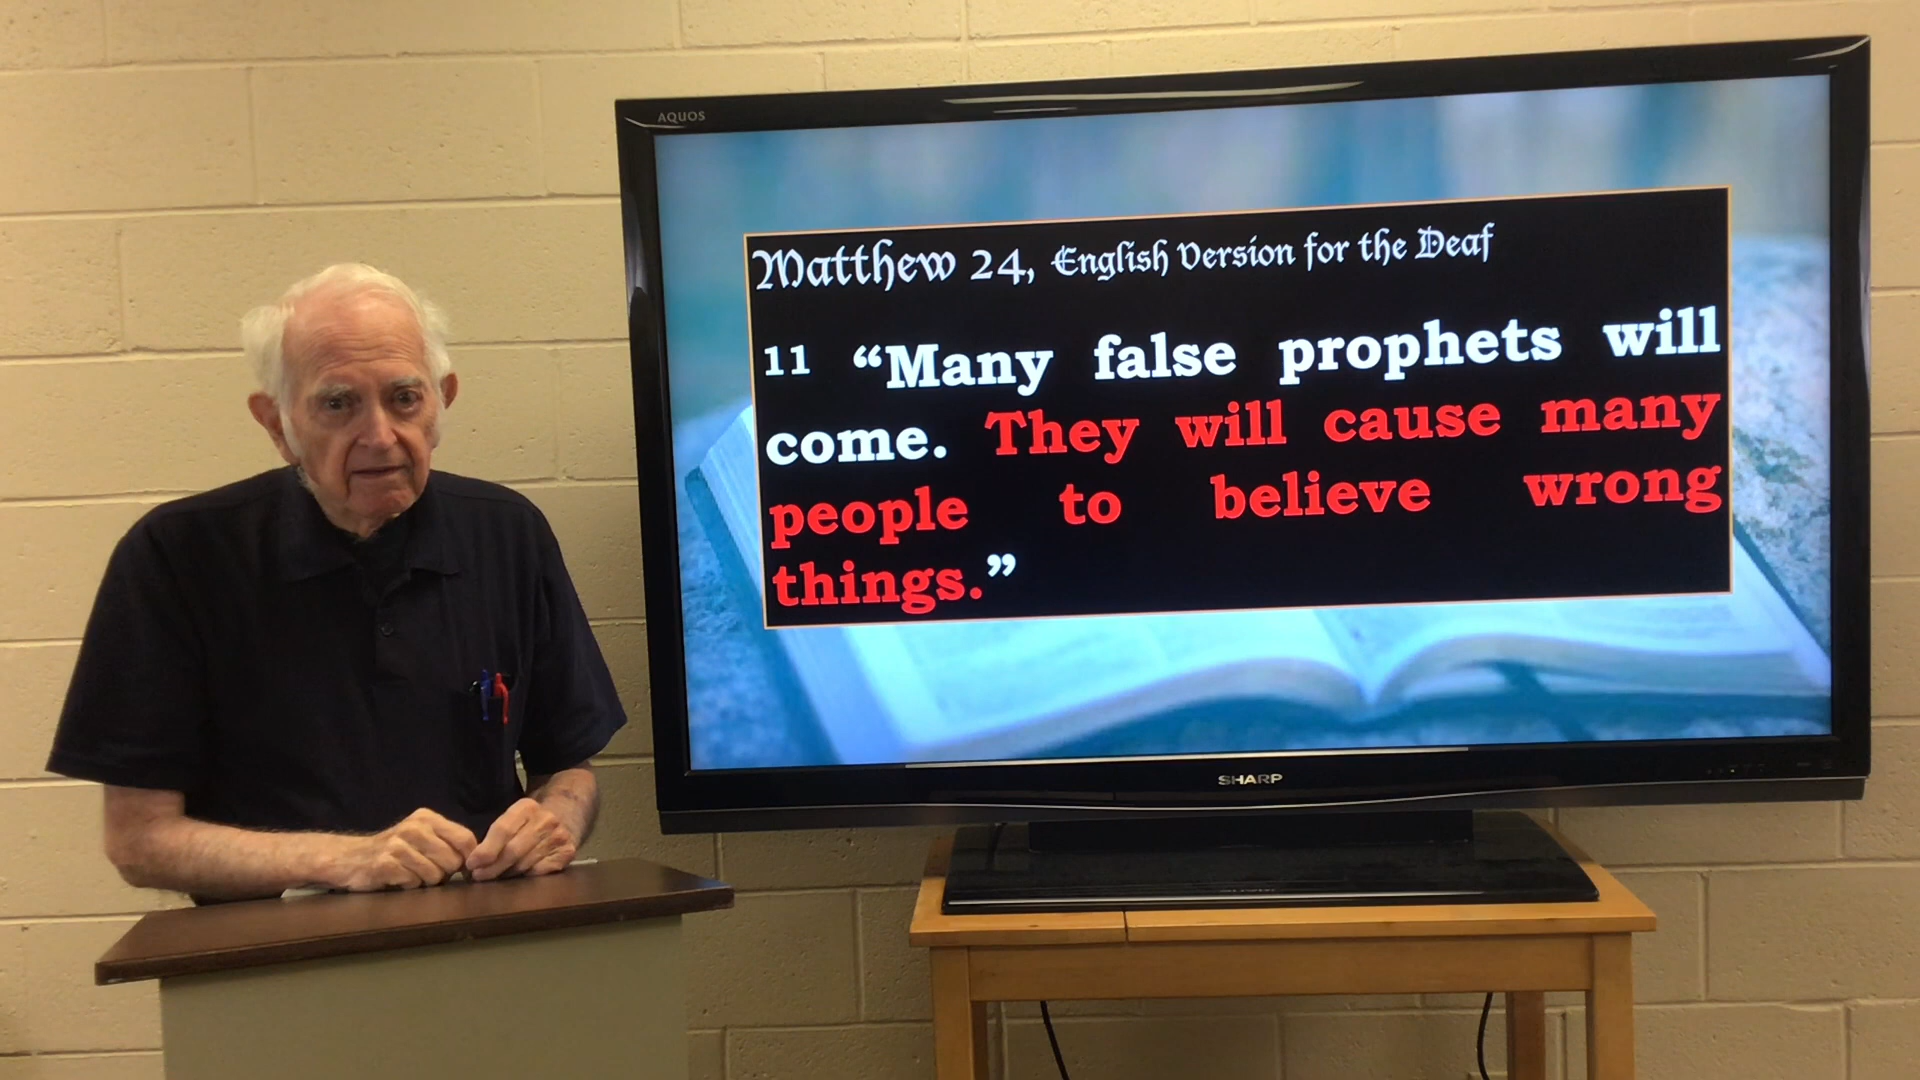 AQUOS
Matthew 24, English Version for the Deaf
11 “Many false prophets will
come. They will cause many
people to believe wrong
things.”
SHARP